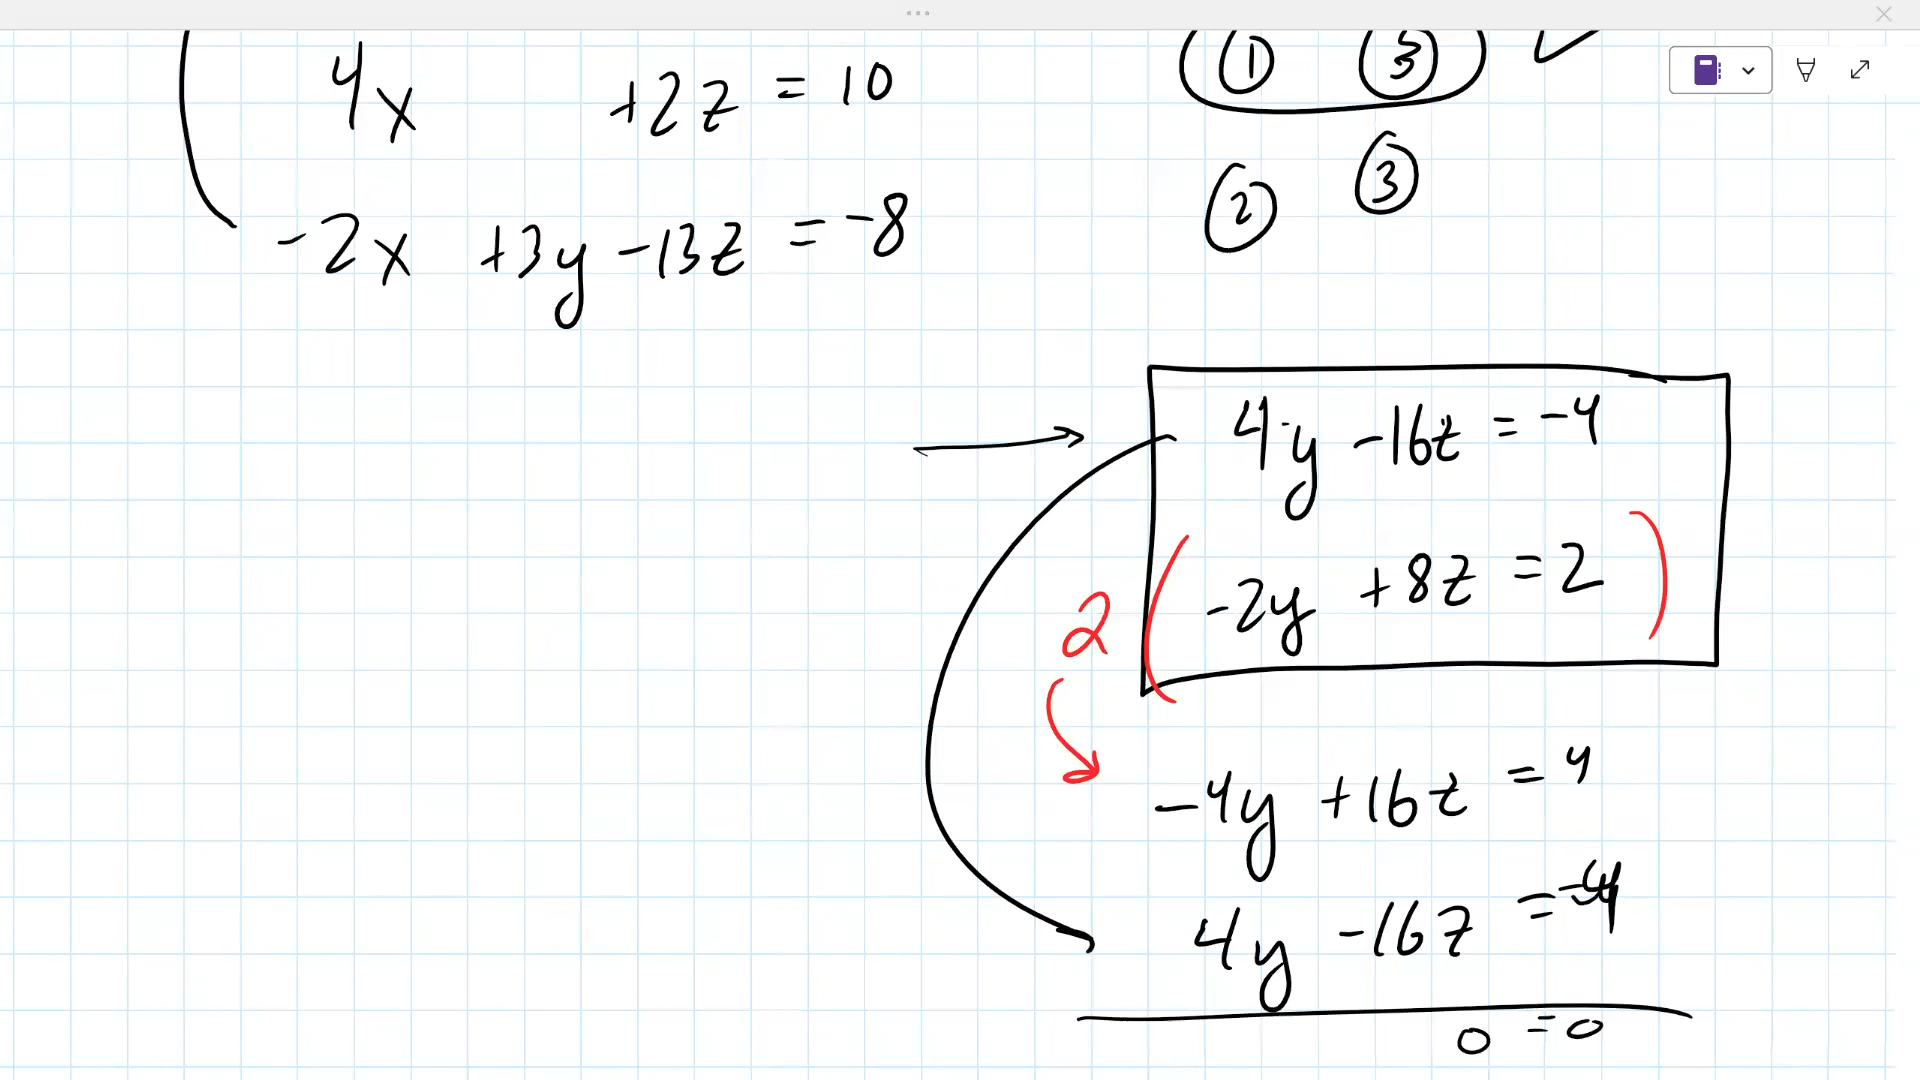 4x +2z = 10
-2x +3y -13z = -8
① ③
② ③
4y -16z = -4
-2y +8z = 2
2
-4y +16z = 4
4y -16z = -4
0 = 0